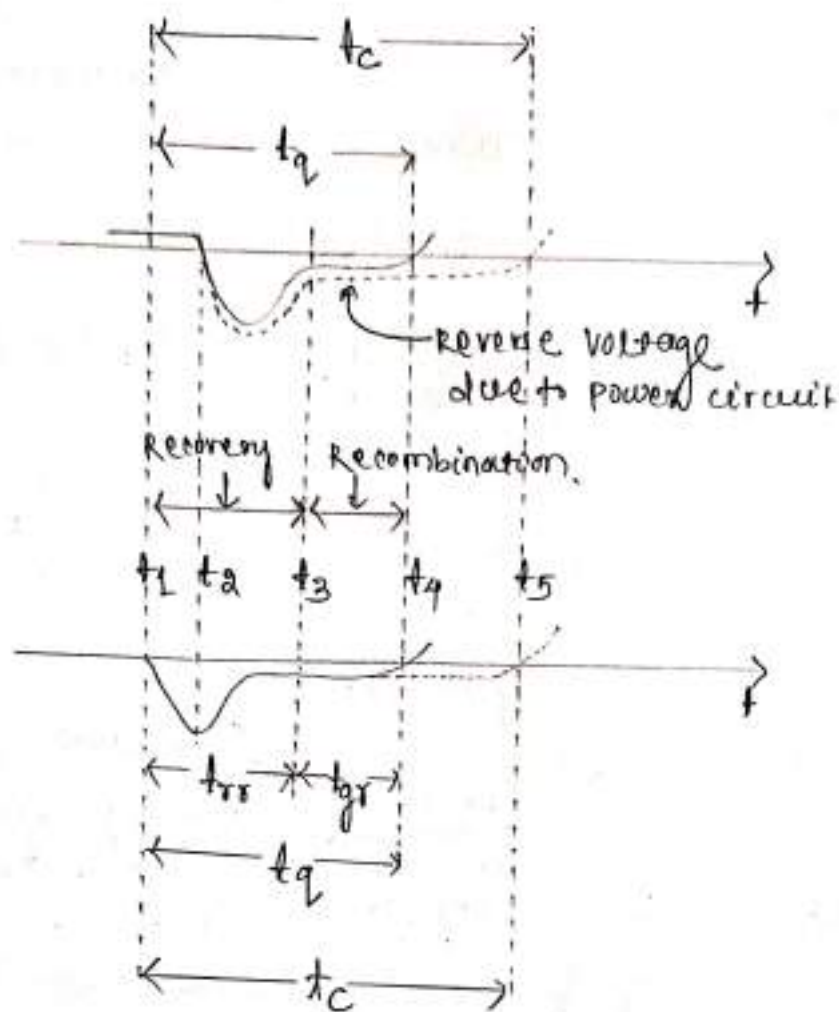 tc
tq
t
Reverse Voltage
due to power circuit
Recovery
Recombination.
t1 t2 t3 t4 t5
t
trr tgr
tq
tc